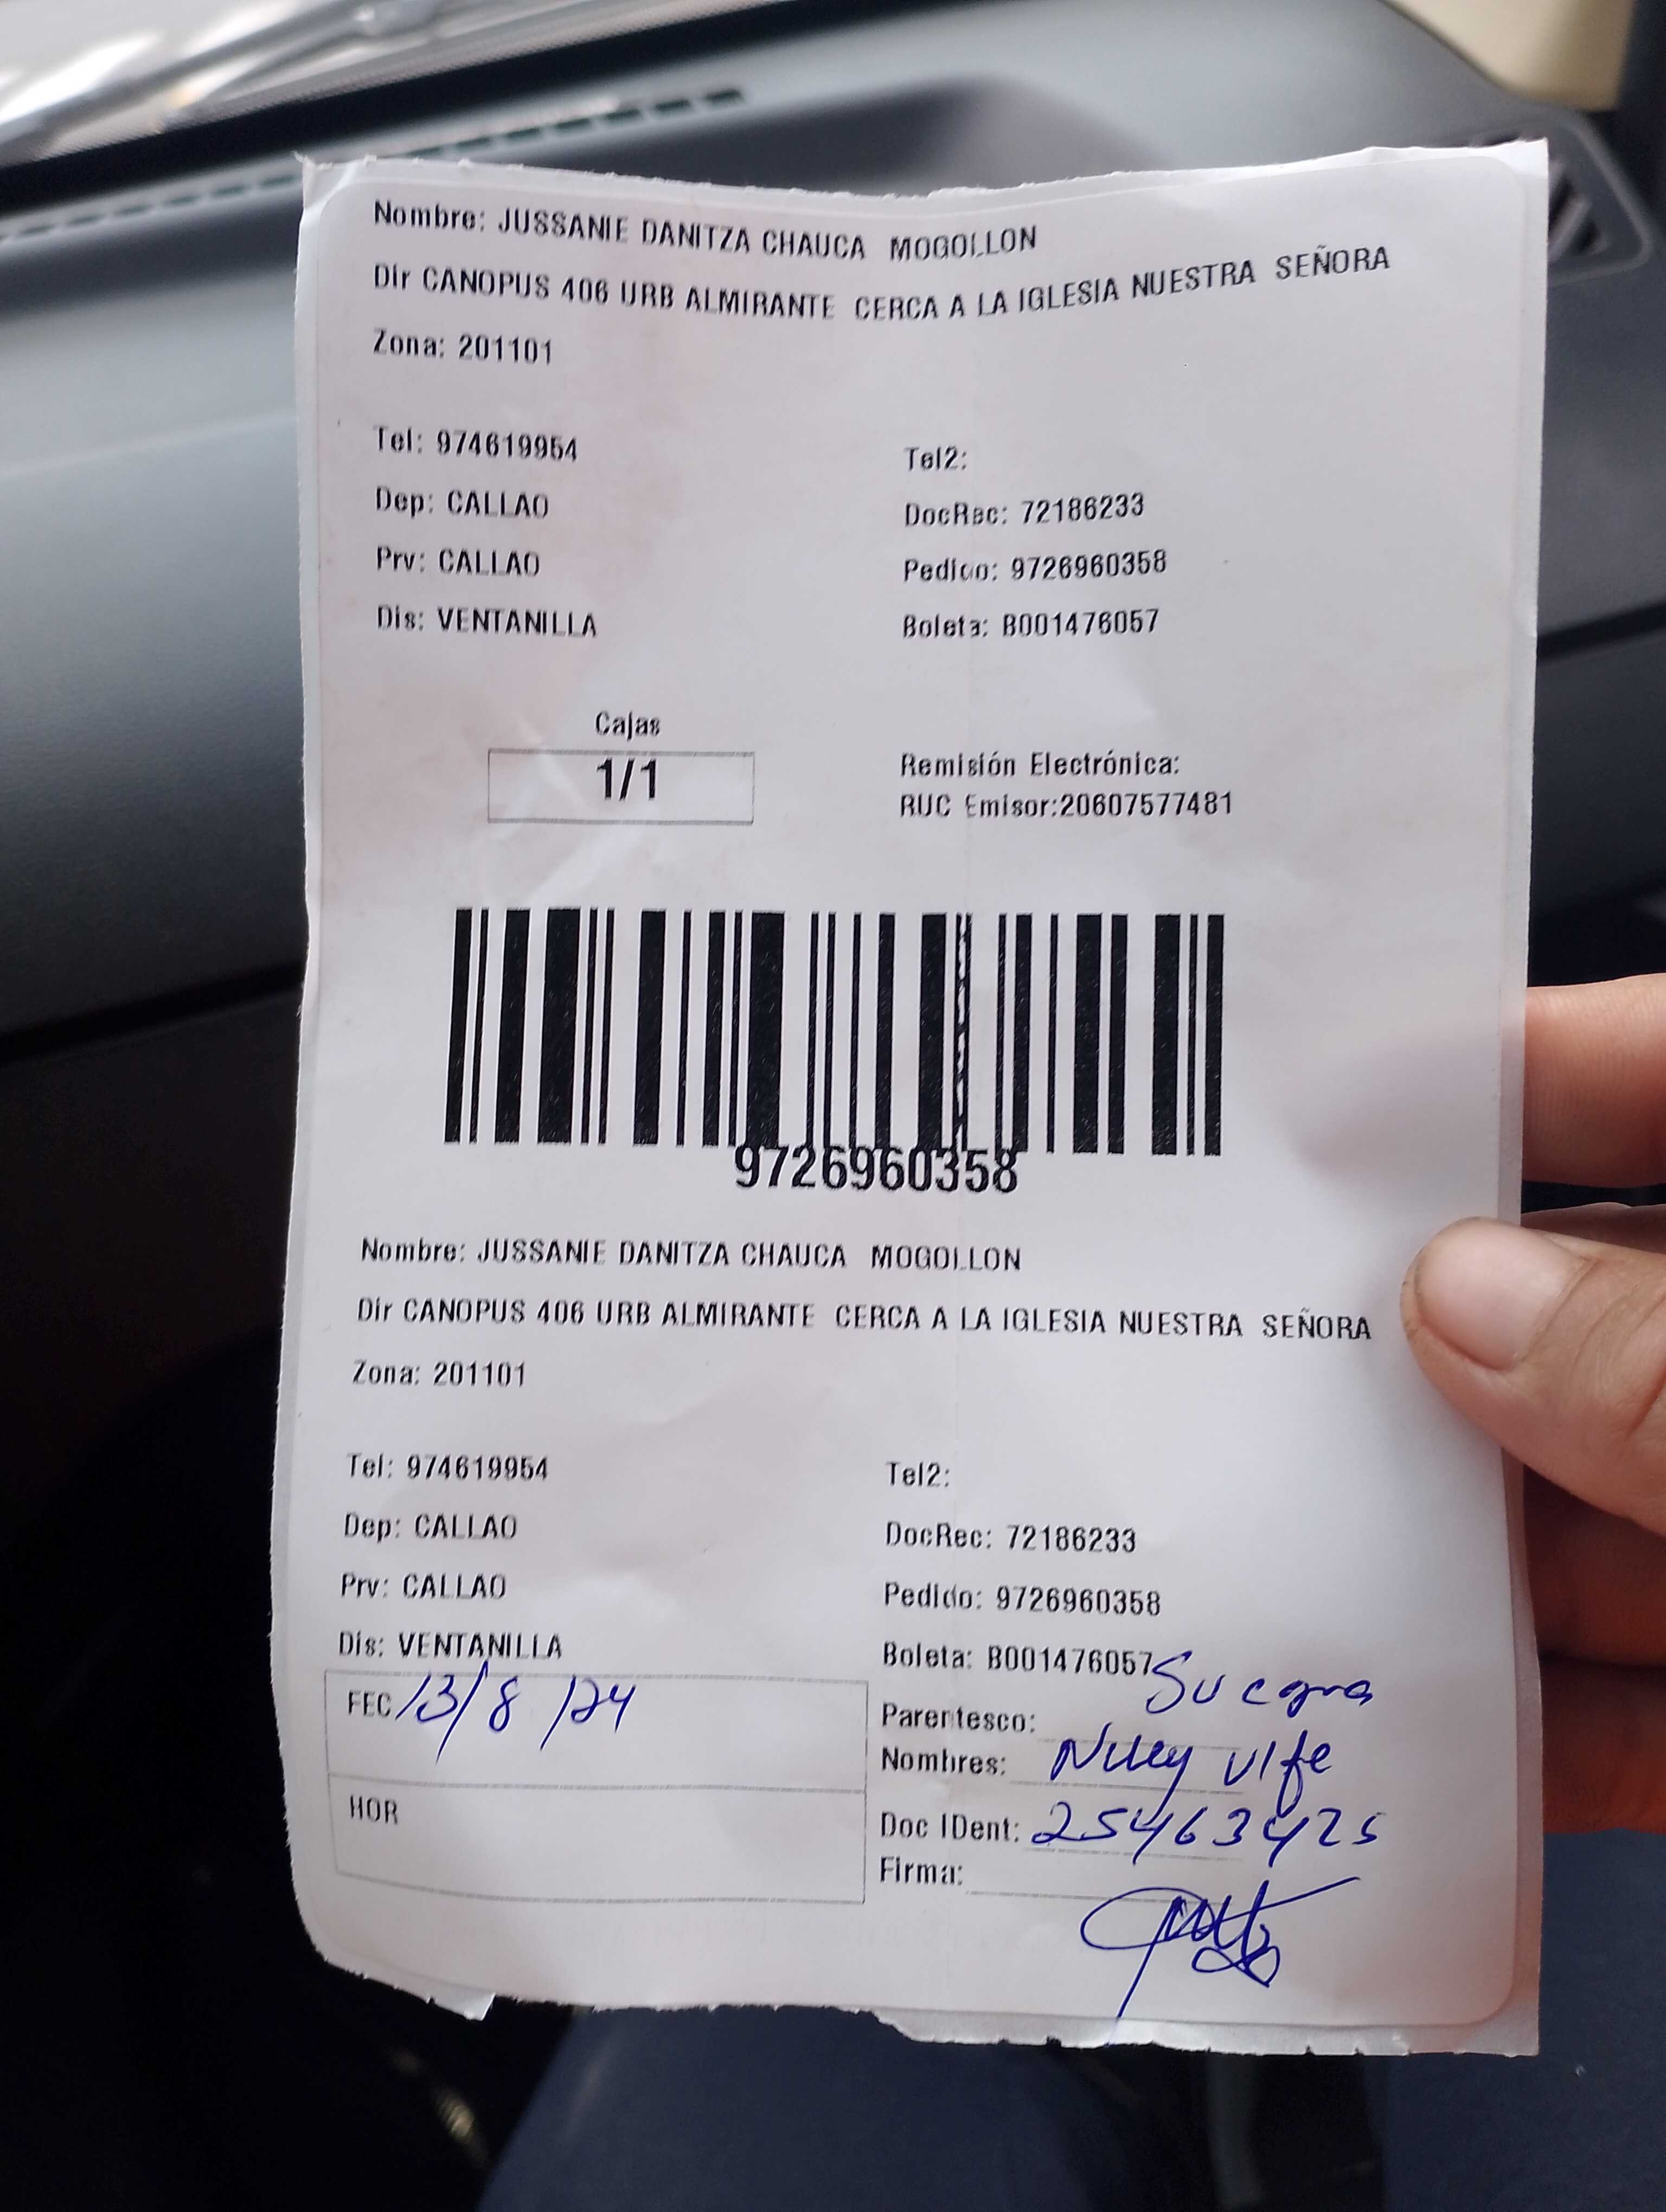 Nombre: JUSSANIE DANITZA CHAUCA MOGOLLON
Dir CANOPUS 406 URB ALMIRANTE CERCA A LA IGLESIA NUESTRA SEÑORA
Zona: 201101
Tel: 974619954
Tel2:
Dep: CALLAO
DocRec: 72186233
Prv: CALLAO
Pedido: 9726960358
Dis: VENTANILLA
Boleta: B001476057
Cajas
1/1
Remisión Electrónica:
RUC Emisor:20607577481
9726960358
Nombre: JUSSANIE DANITZA CHAUCA MOGOLLON
Dir CANOPUS 406 URB ALMIRANTE CERCA A LA IGLESIA NUESTRA SEÑORA
Zona: 201101
Tel: 974619954
Tel2:
Dep: CALLAO
DocRec: 72186233
Prv: CALLAO
Pedido: 9726960358
Dis: VENTANILLA
Boleta: B001476057
FEC 13/8/24
Parentesco: Su
Nombres:
HOR
Doc IDent: 25463425
Firma: